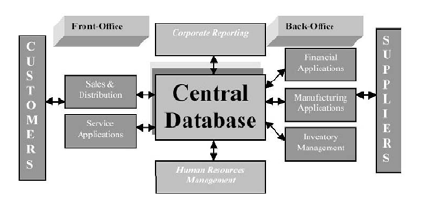 Front-Office
Corporate Reporting
Back-Office
CUSTOMERS
Sales &
Distribution
Service
Applications
Central
Database
Financial
Applications
Manufacturing
Applications
Inventory
Management
Human Resources
Management
SUPPLIERS